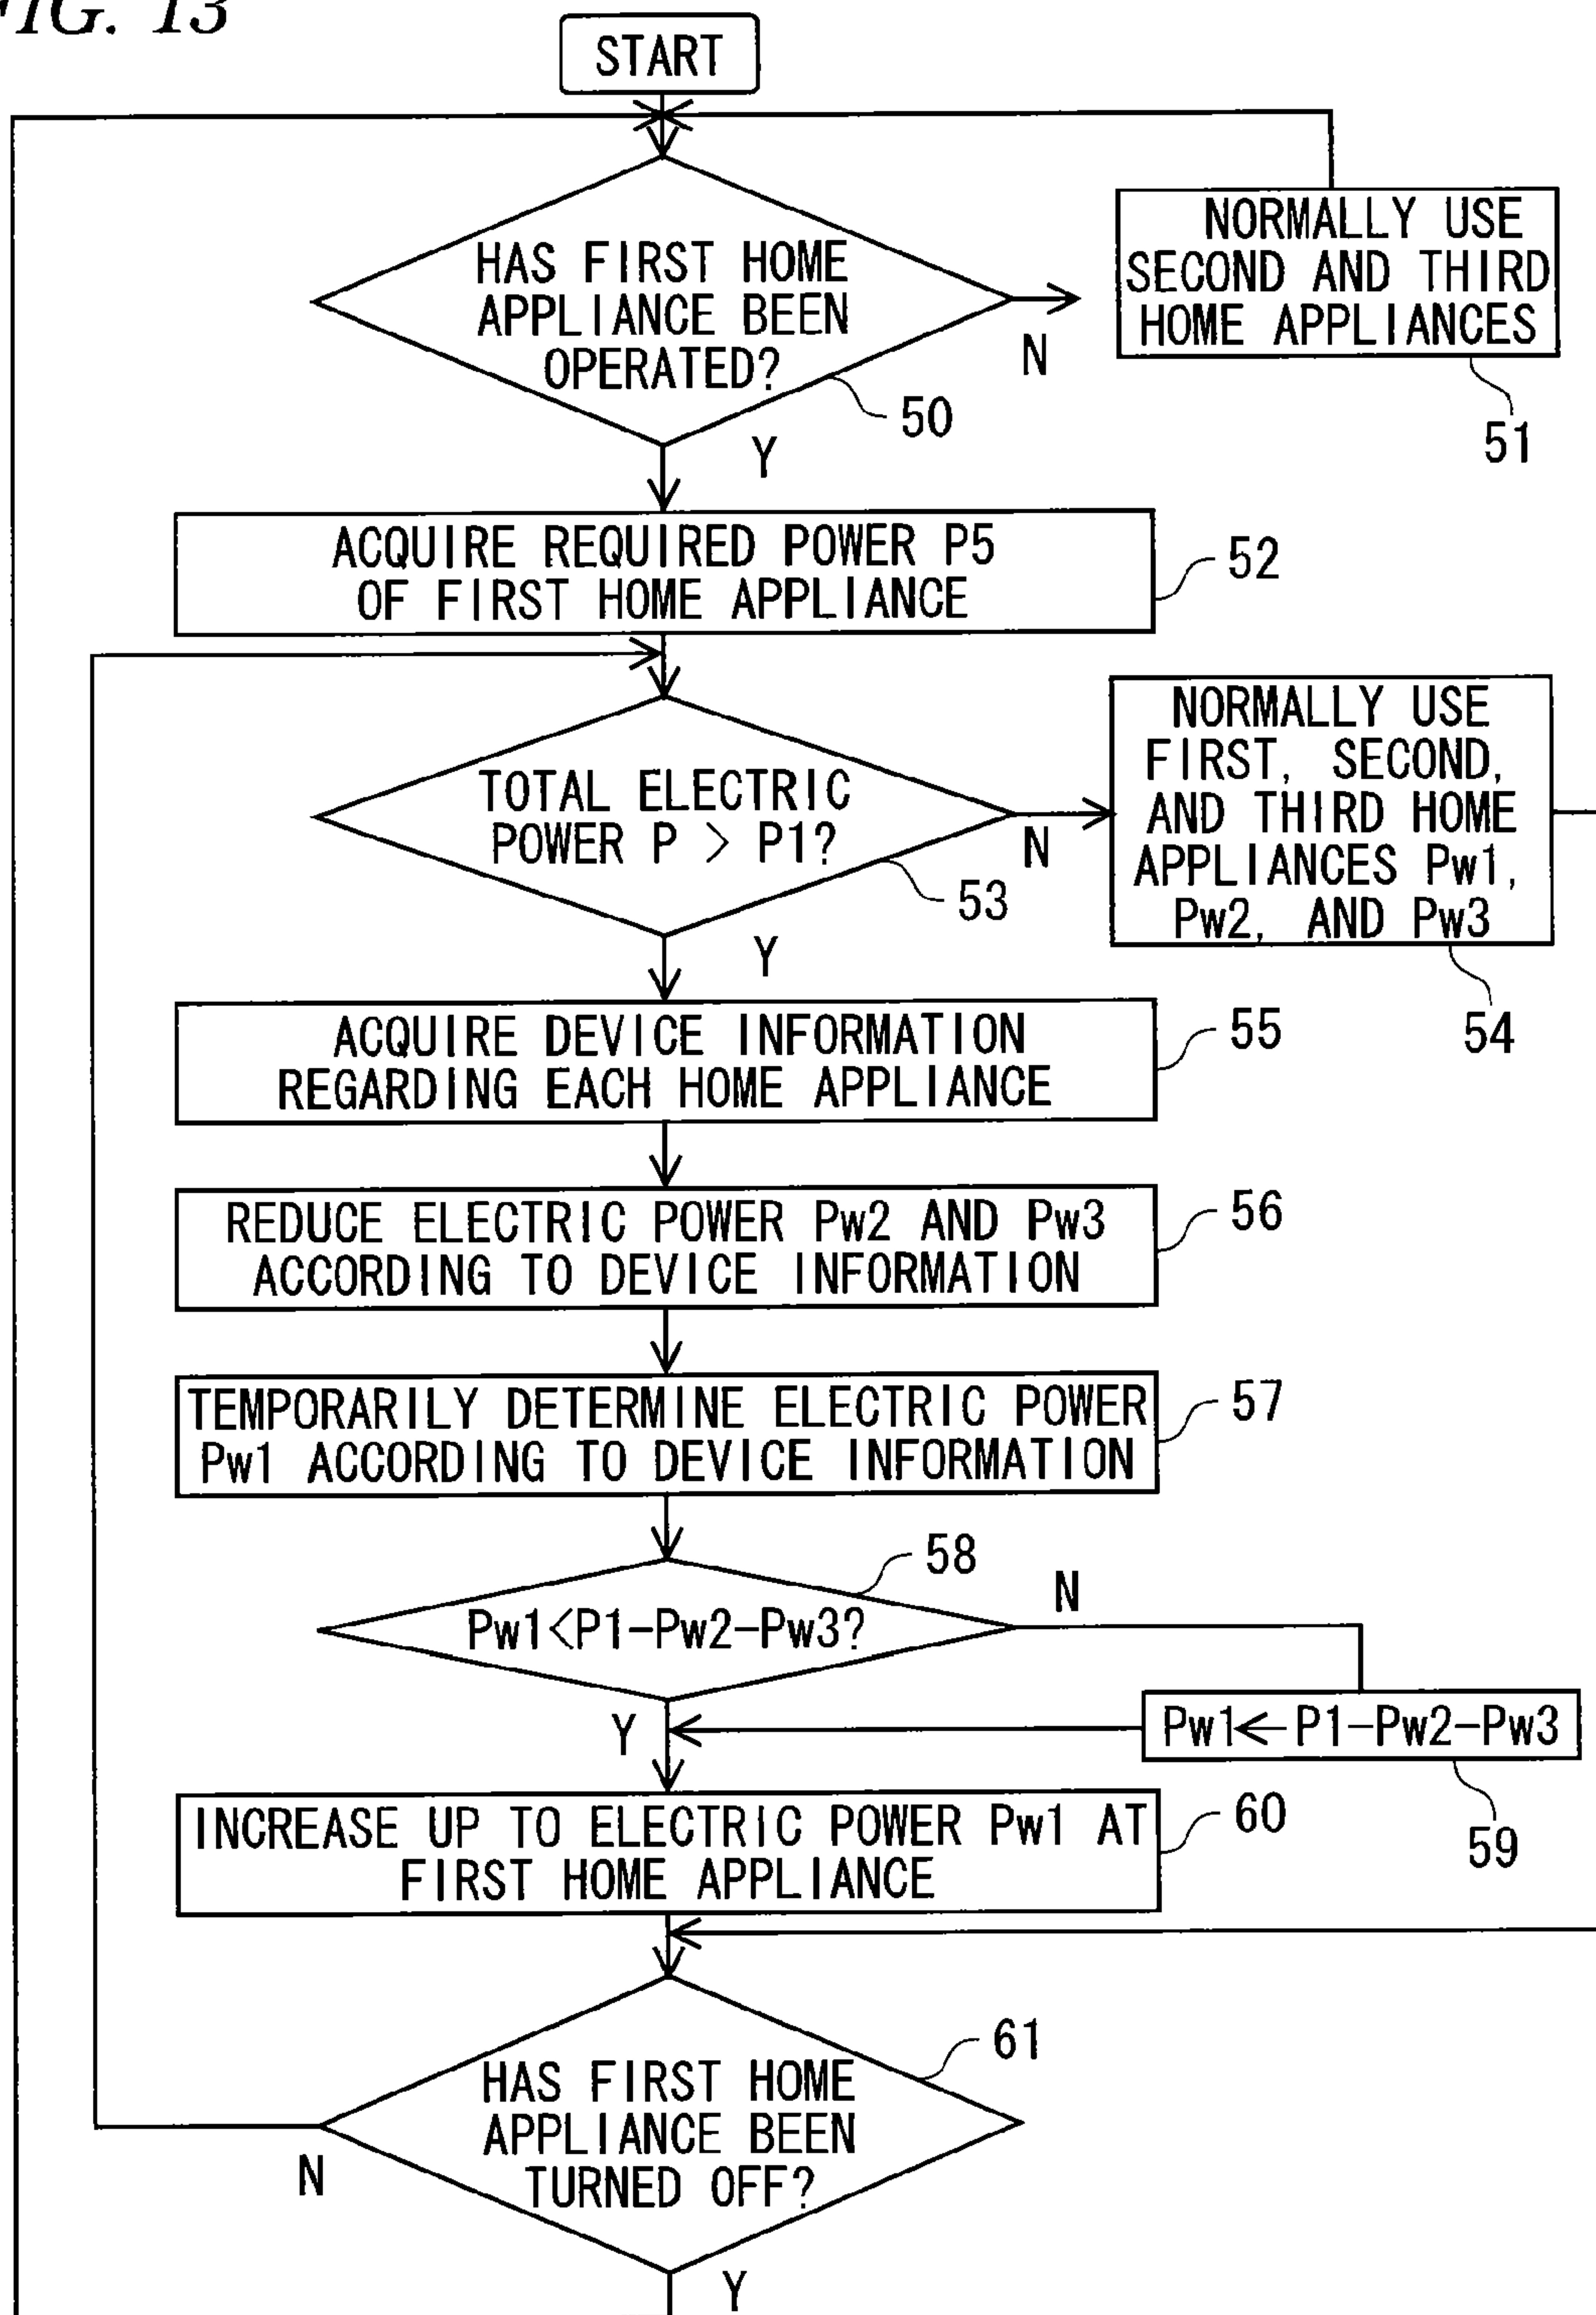 FIG. 13
START
HAS FIRST HOME
APPLIANCE BEEN
OPERATED?
50
N
Y
NORMALLY USE
SECOND AND THIRD
HOME APPLIANCES
51
ACQUIRE REQUIRED POWER P5
OF FIRST HOME APPLIANCE
52
TOTAL ELECTRIC
POWER P > P1?
53
N
Y
NORMALLY USE
FIRST, SECOND,
AND THIRD HOME
APPLIANCES Pw1,
Pw2, AND Pw3
54
ACQUIRE DEVICE INFORMATION
REGARDING EACH HOME APPLIANCE
55
REDUCE ELECTRIC POWER Pw2 AND Pw3
ACCORDING TO DEVICE INFORMATION
56
TEMPORARILY DETERMINE ELECTRIC POWER
Pw1 ACCORDING TO DEVICE INFORMATION
57
58
Pw1<P1-Pw2-Pw3?
N
Y
Pw1←P1-Pw2-Pw3
59
INCREASE UP TO ELECTRIC POWER Pw1 AT
FIRST HOME APPLIANCE
60
61
HAS FIRST HOME
APPLIANCE BEEN
TURNED OFF?
N
Y